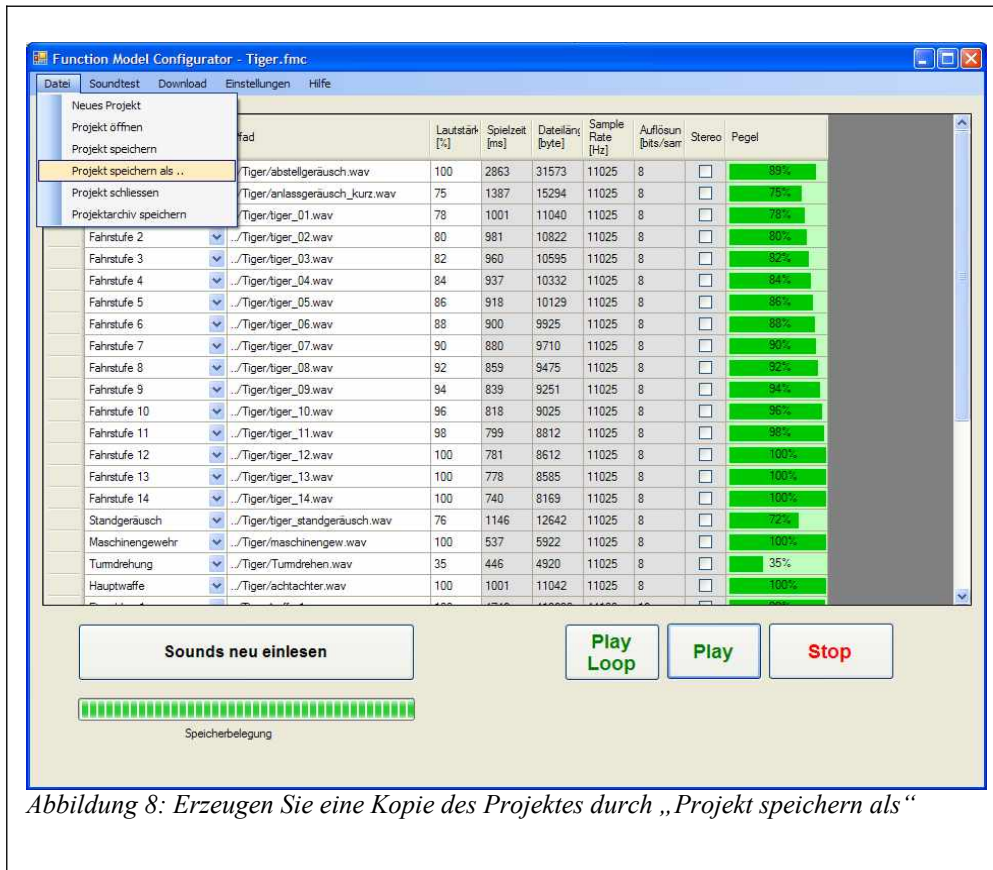 Function Model Configurator - Tiger.fmc
Datei Soundtest Download Einstellungen Hilfe
Neues Projekt
Projekt öffnen
Projekt speichern
Projekt speichern als ..
Projekt schliessen
Projektarchiv speichern
fad Lautstärk [%] Spielzeit [ms] Dateiläng [byte] Sample Rate [Hz] Auflösun [bits/sam Stereo Pegel
../Tiger/abstellgeräusch.wav 100 2863 31573 11025 8 89%
../Tiger/anlassgeräusch_kurz.wav 75 1387 15294 11025 8 75%
../Tiger/tiger_01.wav 78 1001 11040 11025 8 78%
Fahrstufe 2 ../Tiger/tiger_02.wav 80 981 10822 11025 8 80%
Fahrstufe 3 ../Tiger/tiger_03.wav 82 960 10595 11025 8 82%
Fahrstufe 4 ../Tiger/tiger_04.wav 84 937 10332 11025 8 84%
Fahrstufe 5 ../Tiger/tiger_05.wav 86 918 10129 11025 8 86%
Fahrstufe 6 ../Tiger/tiger_06.wav 88 900 9925 11025 8 88%
Fahrstufe 7 ../Tiger/tiger_07.wav 90 880 9710 11025 8 90%
Fahrstufe 8 ../Tiger/tiger_08.wav 92 859 9475 11025 8 92%
Fahrstufe 9 ../Tiger/tiger_09.wav 94 839 9251 11025 8 94%
Fahrstufe 10 ../Tiger/tiger_10.wav 96 818 9025 11025 8 96%
Fahrstufe 11 ../Tiger/tiger_11.wav 98 799 8812 11025 8 98%
Fahrstufe 12 ../Tiger/tiger_12.wav 100 781 8612 11025 8 100%
Fahrstufe 13 ../Tiger/tiger_13.wav 100 778 8585 11025 8 100%
Fahrstufe 14 ../Tiger/tiger_14.wav 100 740 8169 11025 8 100%
Standgeräusch ../Tiger/tiger_standgeräusch.wav 76 1146 12642 11025 8 72%
Maschinengewehr ../Tiger/maschinengew.wav 100 537 5922 11025 8 100%
Turmdrehung ../Tiger/Turmdrehen.wav 35 446 4920 11025 8 35%
Hauptwaffe ../Tiger/achtachter.wav 100 1001 11042 11025 8 100%
Sounds neu einlesen
Play Loop
Play
Stop
Speicherbelegung
Abbildung 8: Erzeugen Sie eine Kopie des Projektes durch „Projekt speichern als“